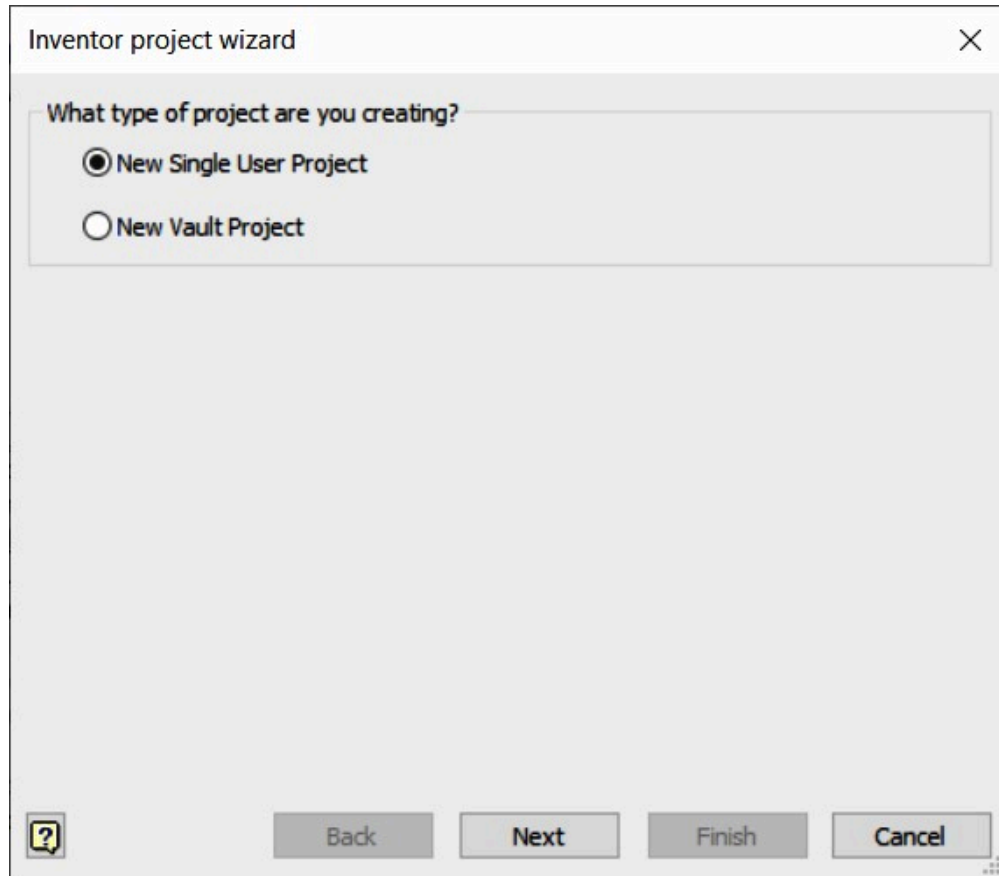 Inventor project wizard
What type of project are you creating?
New Single User Project
New Vault Project
Back Next Finish Cancel